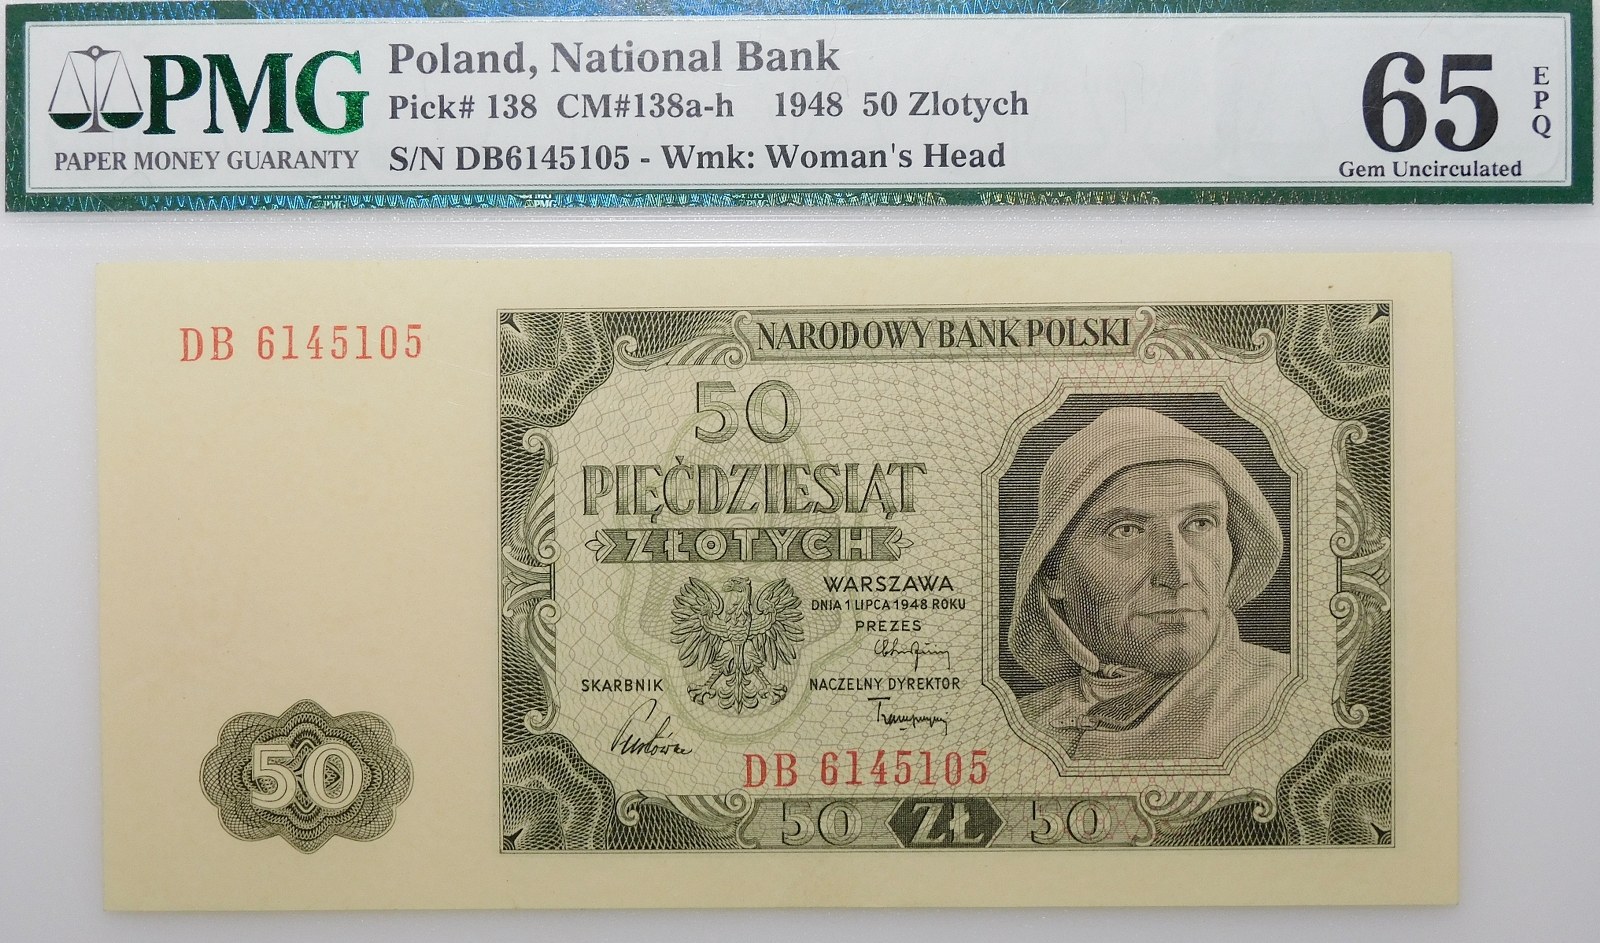 PMG
PAPER MONEY GUARANTY
Poland, National Bank
Pick# 138 CM#138a-h 1948 50 Zlotych
S/N DB6145105 - Wmk: Woman's Head
65
EPQ
Gem Uncirculated
DB 6145105
NARODOWY BANK POLSKI
50
PIĘĆDZIESIĄT
ZŁOTYCH
WARSZAWA
DNIA 1 LIPCA 1948 ROKU
PREZES
SKARBNIK
NACZELNY DYREKTOR
DB 6145105
50
50 ZŁ 50